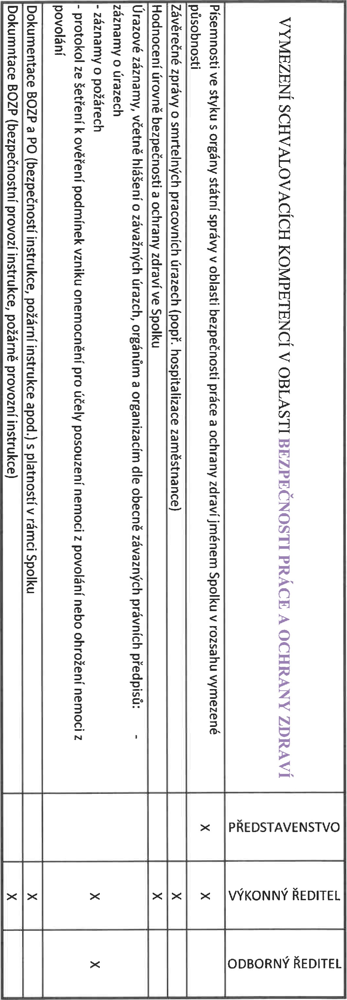 VYMEZENÍ SCHVALOVACÍCH KOMPETENCÍ V OBLASTI BEZPEČNOSTI PRÁCE A OCHRANY ZDRAVÍ
PŘEDSTAVENSTVO
VÝKONNÝ ŘEDITEL
ODBORNÝ ŘEDITEL
Písemnosti ve styku s orgány státní správy v oblasti bezpečnosti práce a ochrany zdraví jménem Spolku v rozsahu vymezené
působnosti
X
X
Závěrečné zprávy o smrtelných pracovních úrazech (popř. hospitalizace zaměstnance)
X
Hodnocení úrovně bezpečnosti a ochrany zdraví ve Spolku
X
Úrazové záznamy, včetně hlášení o závažných úrazch, orgánům a organizacím dle obecně závazných právních předpisů: -
záznamy o úrazech
- záznamy o požárech
- protokol ze šetření k ověření podmínek vzniku onemocnění pro účely posouzení nemoci z povolání nebo ohrožení nemoci z
povolání
X
X
Dokumentace BOZP a PO (bezpečností instrukce, požární instrukce apod.) s platností v rámci Spolku
X
Dokumntace BOZP (bezpečnostní provozí instrukce, požárně provozní instrukce)
X